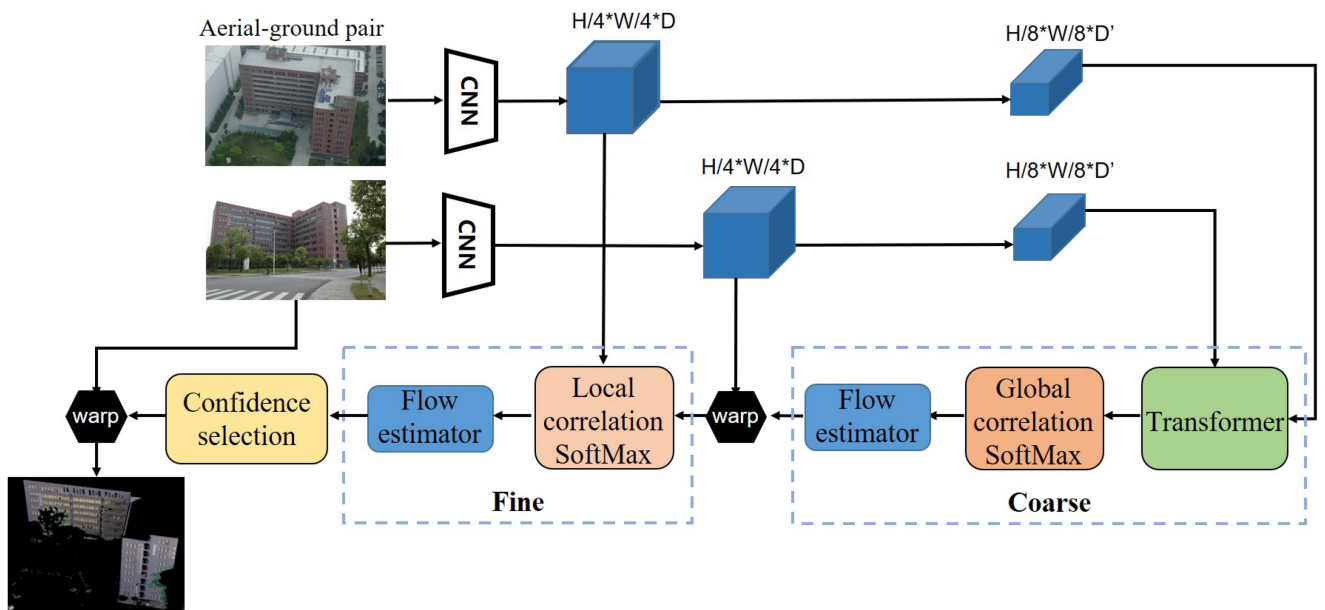 Aerial-ground pair
H/4*W/4*D
H/8*W/8*D’
CNN
H/4*W/4*D
H/8*W/8*D’
CNN
warp
Confidence
selection
Flow
estimator
Local
correlation
SoftMax
warp
Flow
estimator
Global
correlation
SoftMax
Transformer
Fine
Coarse